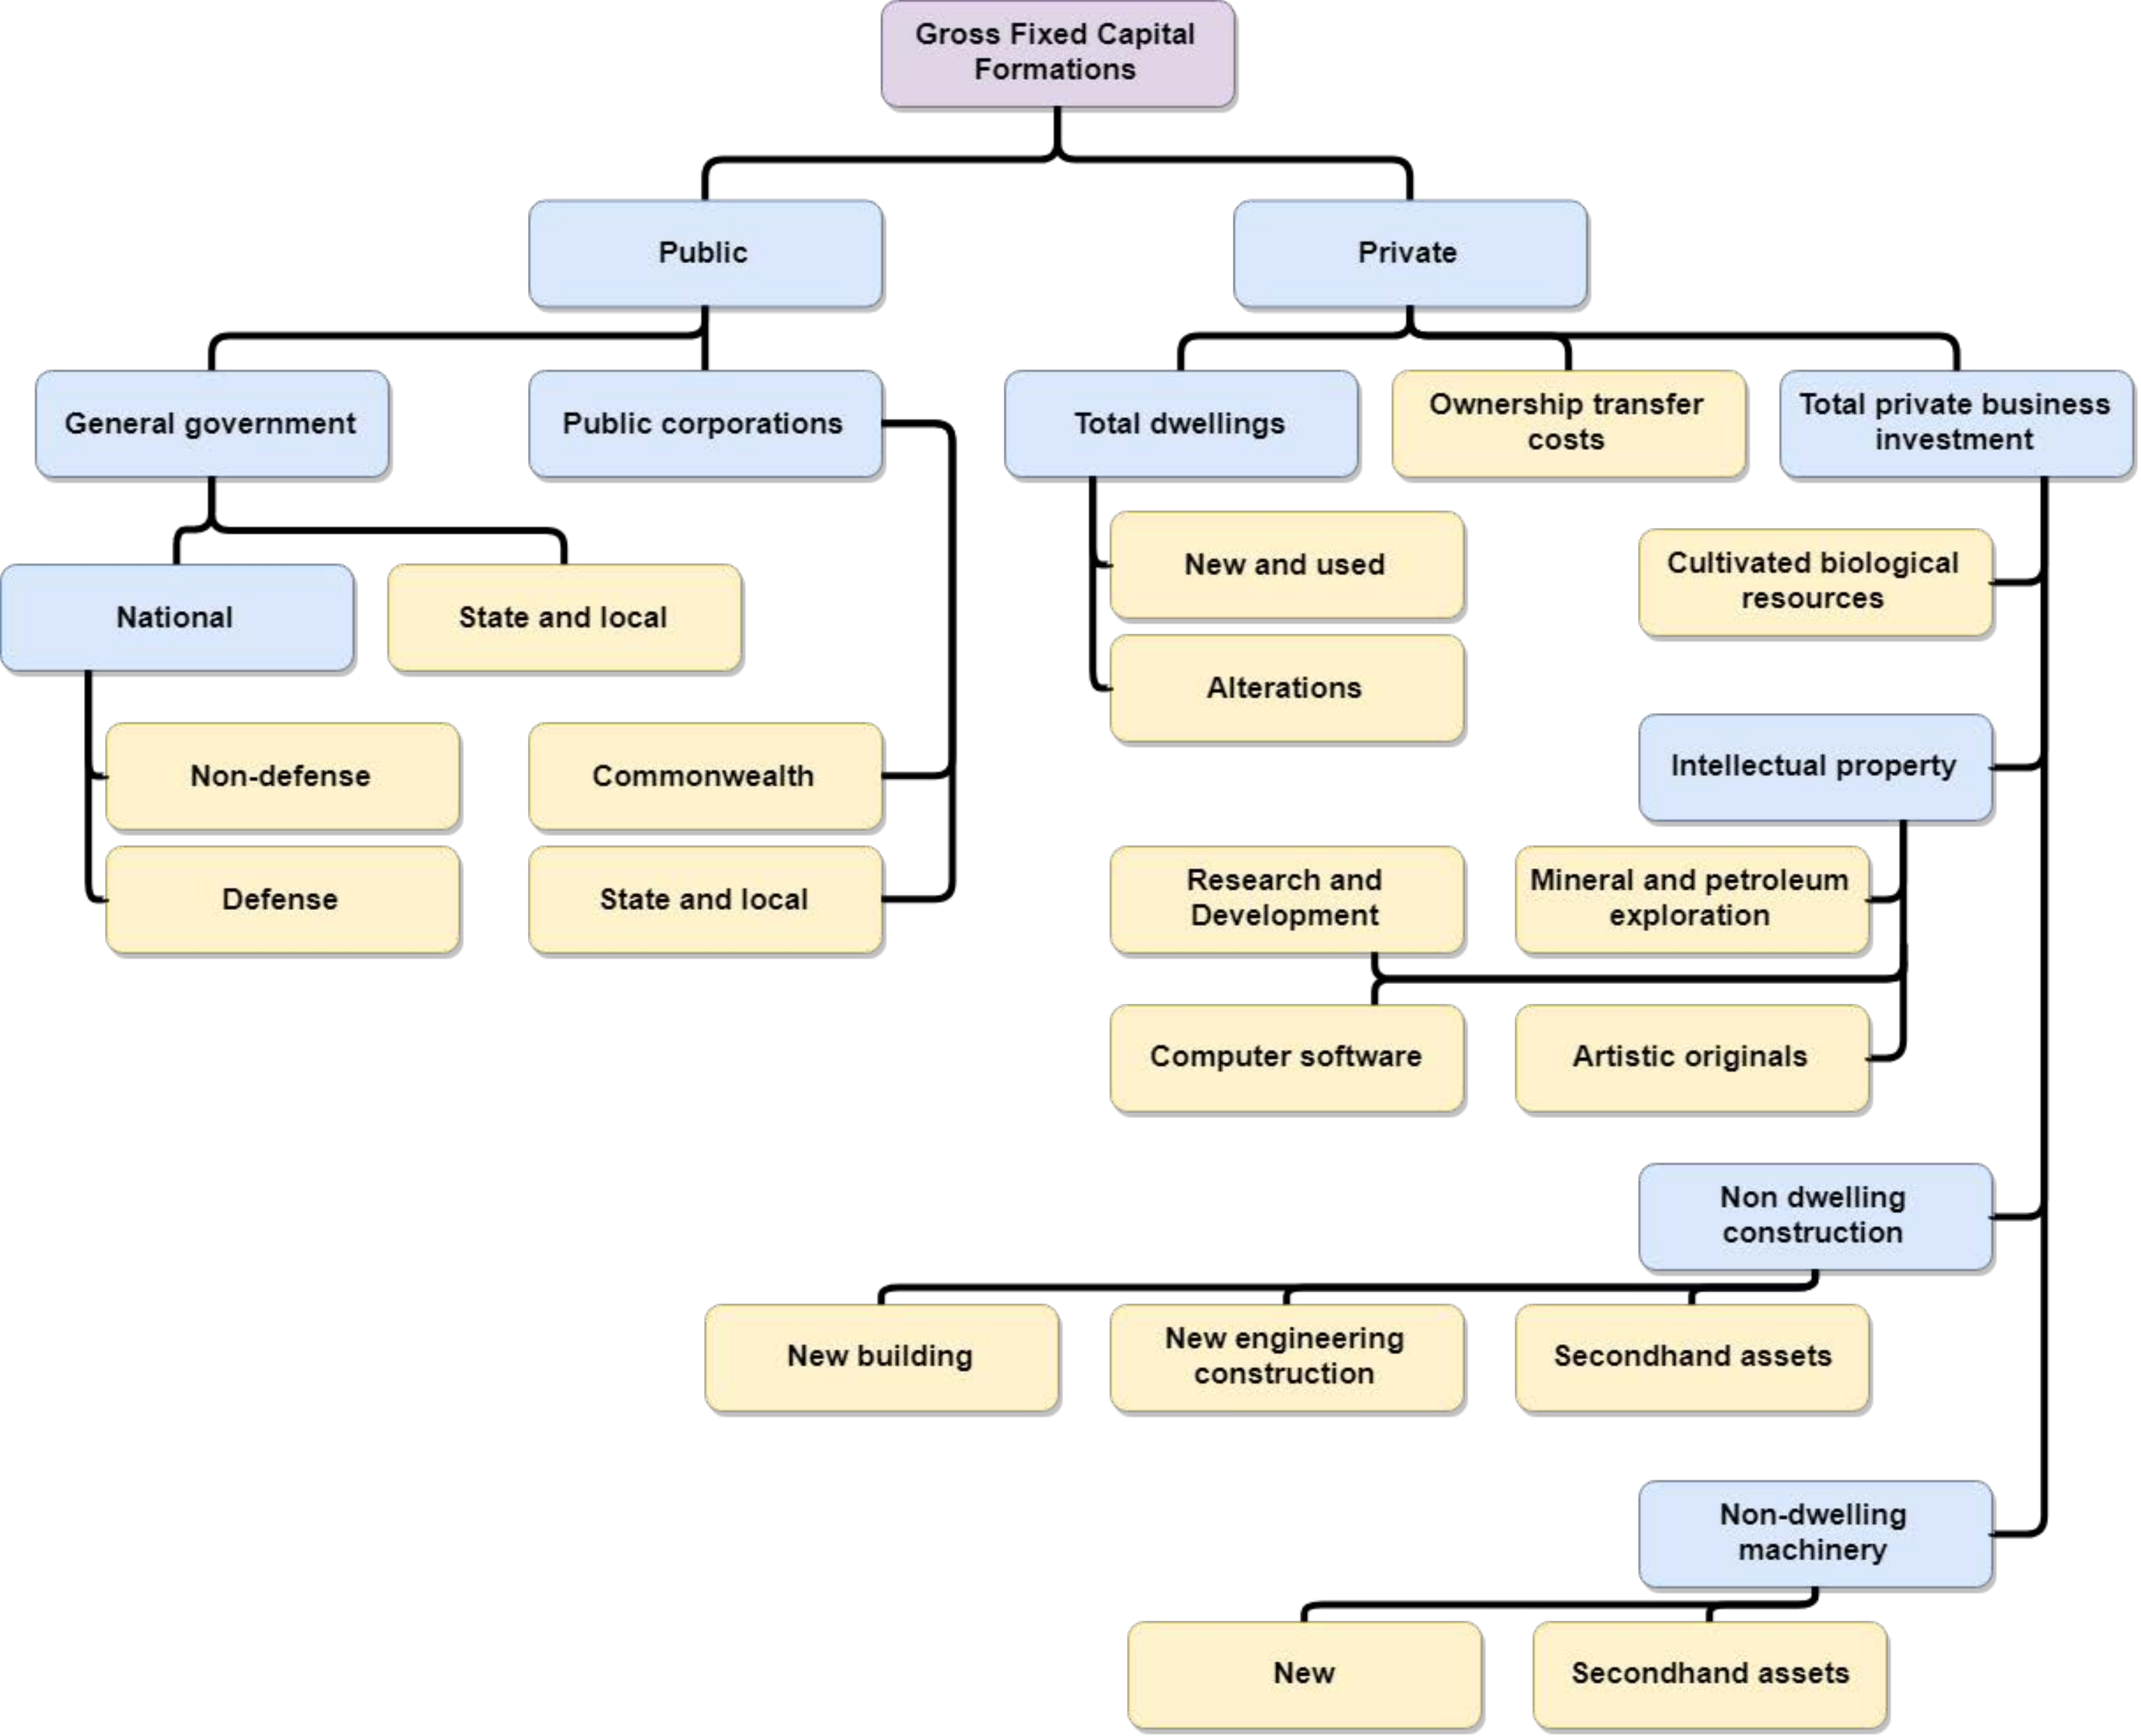 Gross Fixed Capital
Formations
Public
Private
General government
Public corporations
Total dwellings
Ownership transfer
costs
Total private business
investment
New and used
Cultivated biological
resources
National
State and local
Alterations
Non-defense
Commonwealth
Intellectual property
Defense
State and local
Research and
Development
Mineral and petroleum
exploration
Computer software
Artistic originals
Non dwelling
construction
New building
New engineering
construction
Secondhand assets
Non-dwelling
machinery
New
Secondhand assets